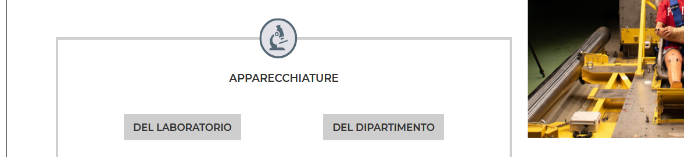 APPARECCHIATURE
DEL LABORATORIO
DEL DIPARTIMENTO